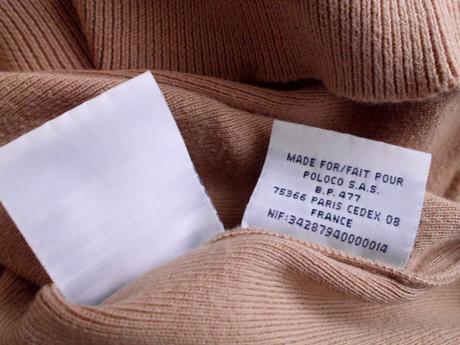 MADE FOR/FAIT POUR
POLOCO S.A.S.
B.P. 477
75366 PARIS CEDEX 08
FRANCE
NIF:34287940000014